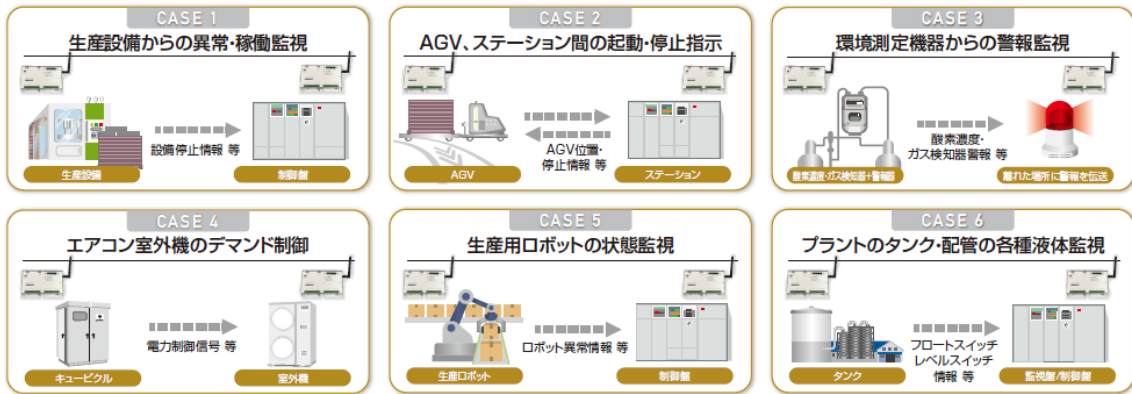 CASE 1
生産設備からの異常・稼働監視
設備停止情報 等
生産設備
制御盤
CASE 2
AGV、ステーション間の起動・停止指示
AGV位置・
停止情報 等
AGV
ステーション
CASE 3
環境測定機器からの警報監視
酸素濃度・
ガス検知器警報 等
酸素濃度・ガス検知器+警報器
離れた場所に警報を伝送
CASE 4
エアコン室外機のデマンド制御
電力制御信号 等
キュービクル
室外機
CASE 5
生産用ロボットの状態監視
ロボット異常情報 等
生産ロボット
制御盤
CASE 6
プラントのタンク・配管の各種液体監視
フロートスイッチ
レベルスイッチ
情報 等
タンク
監視盤/制御盤